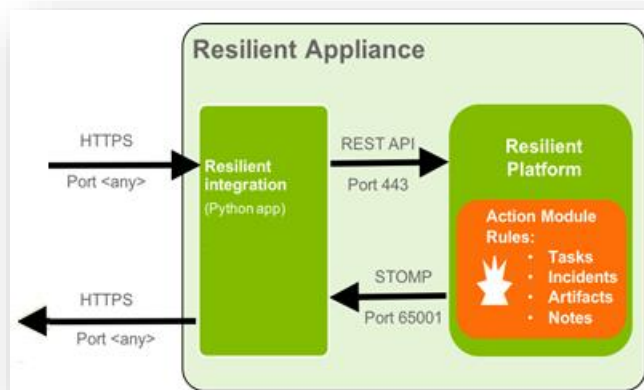 Resilient Appliance
HTTPS
Port <any>
Resilient
integration
(Python app)
REST API
Port 443
Resilient
Platform
Action Module
Rules:
• Tasks
• Incidents
• Artifacts
• Notes
STOMP
Port 65001
HTTPS
Port <any>